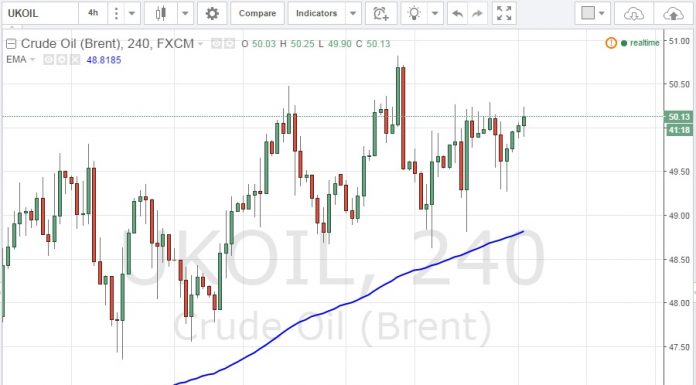 UKOIL 4h Compare Indicators
Crude Oil (Brent), 240, FXCM O 50.03 H 50.25 L 49.90 C 50.13 realtime
EMA 48.8185
51.00
50.50
50.13
41:18
49.50
49.00
48.50
48.00
47.50
UKOIL, 240
Crude Oil (Brent)